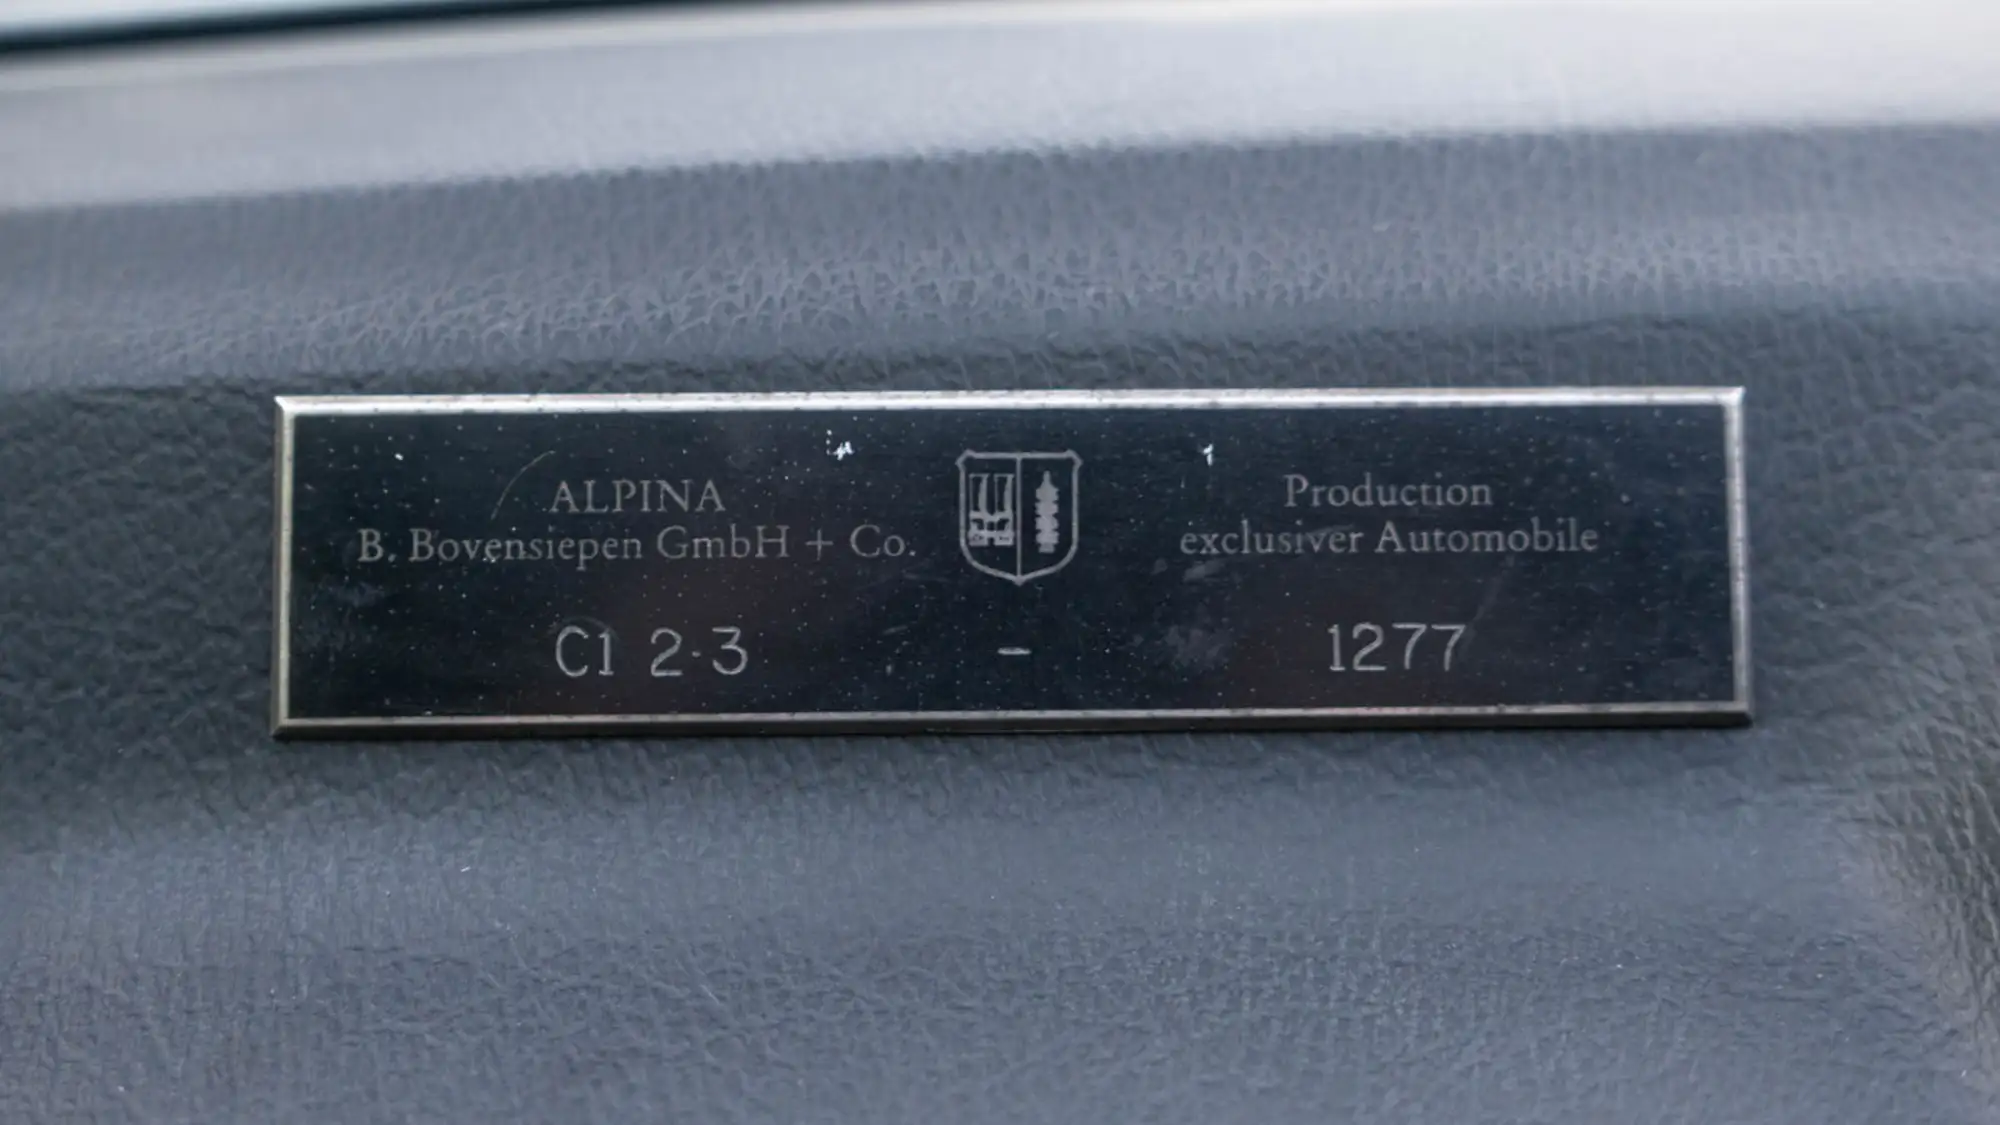 ALPINA
B. Bovensiepen GmbH + Co.
Production
exclusiver Automobile
C1 2·3 – 1277